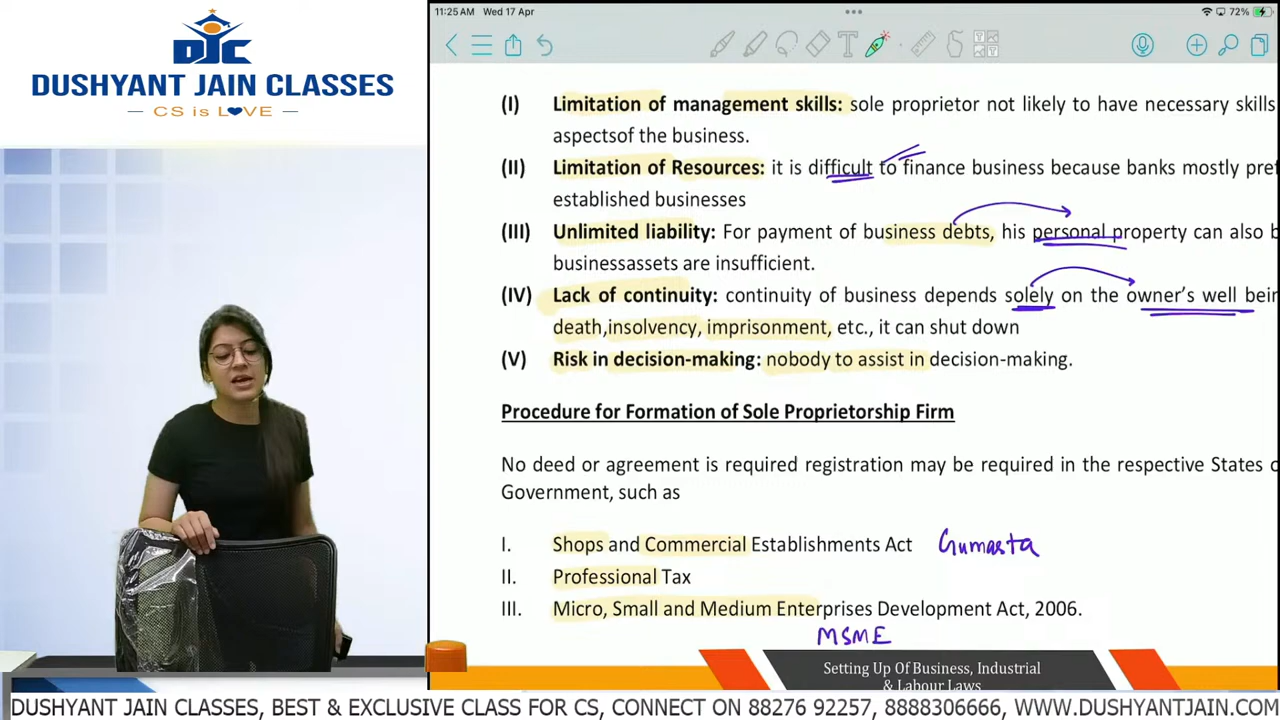 11:25 AM Wed 17 Apr
72%
DJC
DUSHYANT JAIN CLASSES
CS is L VE
(I) Limitation of management skills: sole proprietor not likely to have necessary skills
aspectsof the business.
(II) Limitation of Resources: it is difficult to finance business because banks mostly pref
established businesses
(III) Unlimited liability: For payment of business debts, his personal property can also b
businessassets are insufficient.
(IV) Lack of continuity: continuity of business depends solely on the owner's well bein
death,insolvency, imprisonment, etc., it can shut down
(V) Risk in decision-making: nobody to assist in decision-making.
Procedure for Formation of Sole Proprietorship Firm
No deed or agreement is required registration may be required in the respective States o
Government, such as
I. Shops and Commercial Establishments Act Gumasta
II. Professional Tax
III. Micro, Small and Medium Enterprises Development Act, 2006.
MSME
Setting Up Of Business, Industrial
& Labour Laws
DUSHYANT JAIN CLASSES, BEST & EXCLUSIVE CLASS FOR CS, CONNECT ON 88276 92257, 8888306666, WWW.DUSHYANTJAIN.COM